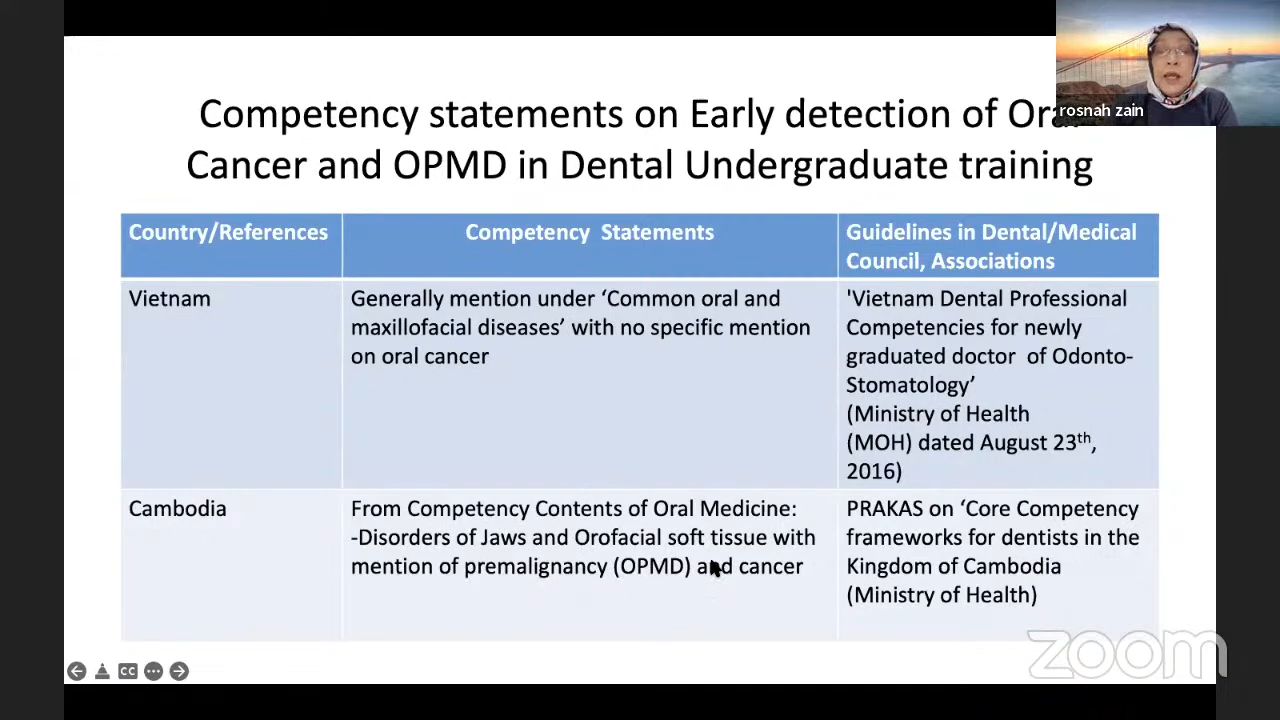 Competency statements on Early detection of Oral
Cancer and OPMD in Dental Undergraduate training
rosnah zain
Country/References
Competency Statements
Guidelines in Dental/Medical
Council, Associations
Vietnam
Generally mention under ‘Common oral and
maxillofacial diseases’ with no specific mention
on oral cancer
'Vietnam Dental Professional
Competencies for newly
graduated doctor of Odonto-
Stomatology’
(Ministry of Health
(MOH) dated August 23th,
2016)
Cambodia
From Competency Contents of Oral Medicine:
-Disorders of Jaws and Orofacial soft tissue with
mention of premalignancy (OPMD) and cancer
PRAKAS on ‘Core Competency
frameworks for dentists in the
Kingdom of Cambodia
(Ministry of Health)
CC
zoom